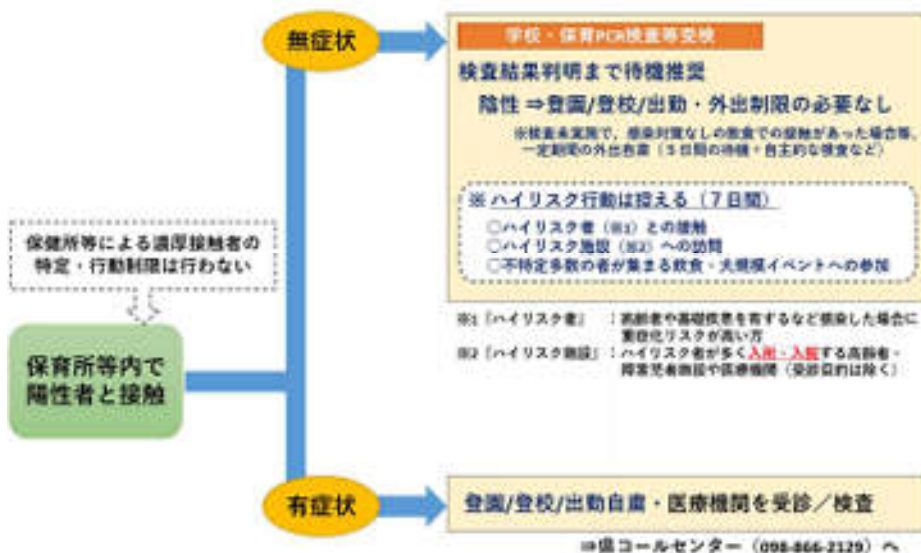 無症状
学校・保育PCR検査等受検
検査結果判明まで待機推奨
陰性⇒登園/登校/出勤・外出制限の必要なし
※検査未実施で、感染対策なしの飲食での接触があった場合等、
一定期間の外出自粛（5日間の待機+自主的な検査など）
※ハイリスク行動は控える（7日間）
○ハイリスク者（※1）との接触
○ハイリスク施設（※2）への訪問
○不特定多数の者が集まる飲食・大規模イベントへの参加
保健所等による濃厚接触者の
特定・行動制限は行わない
※1「ハイリスク者」：高齢者や基礎疾患を有するなど感染した場合に
重症化リスクが高い方
※2「ハイリスク施設」：ハイリスク者が多く入所・入院する高齢者・
障害児者施設や医療機関（受診目的は除く）
保育所等内で
陽性者と接触
有症状
登園/登校/出勤自粛・医療機関を受診／検査
⇒県コールセンター（098-866-2129）へ